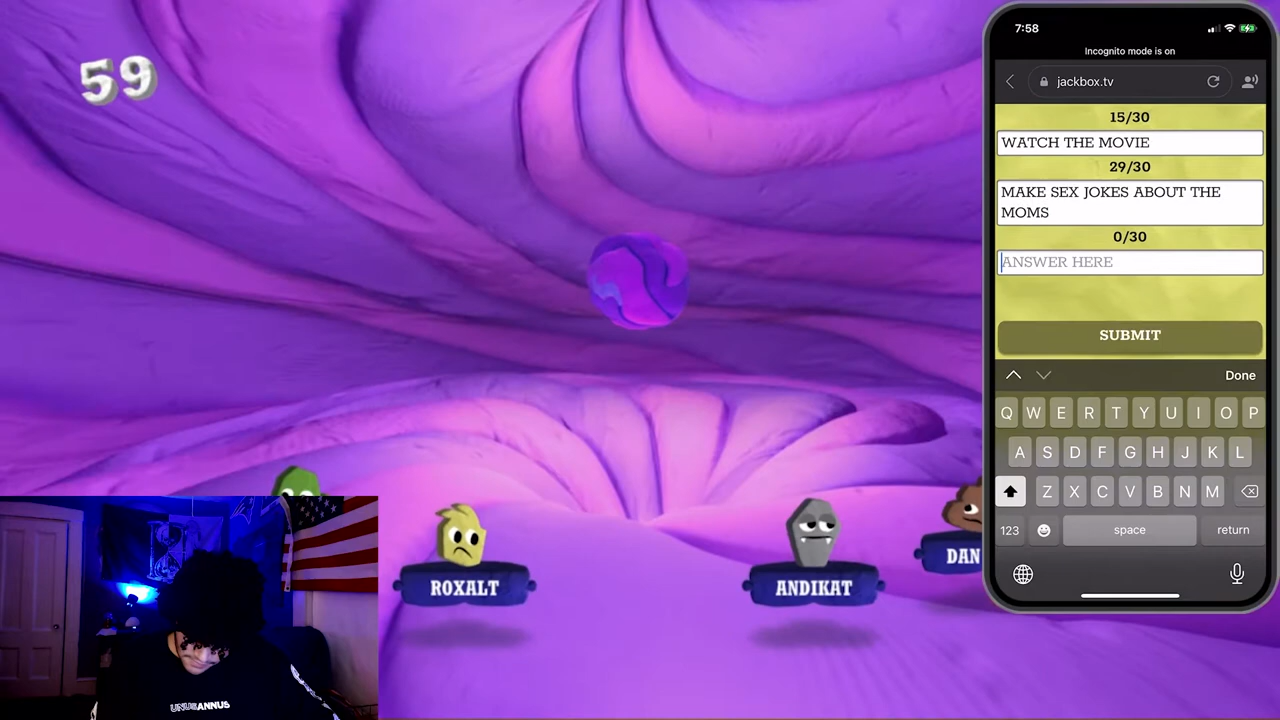 59
ROXALT
ANDIKAT
DAN
UNUSANNUS
7:58
Incognito mode is on
jackbox.tv
15/30
WATCH THE MOVIE
29/30
MAKE SEX JOKES ABOUT THE
MOMS
0/30
ANSWER HERE
SUBMIT
Done
Q W E R T Y U I O P
A S D F G H J K L
Z X C V B N M
123 space return